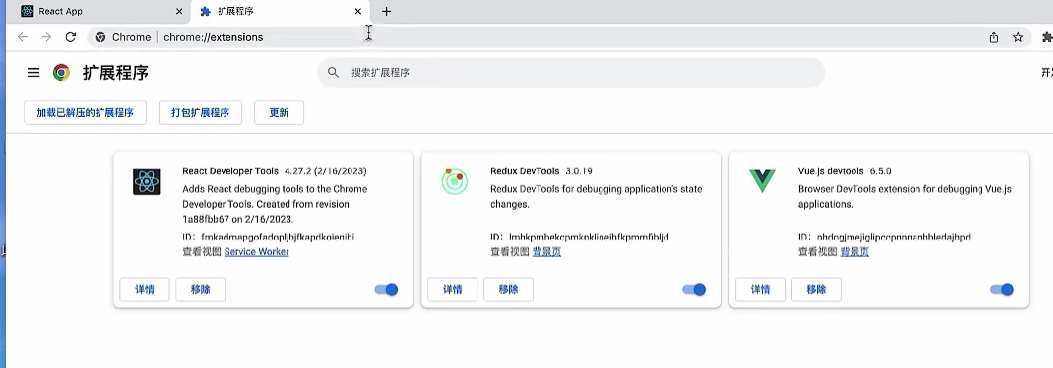 React App
扩展程序
Chrome | chrome://extensions
扩展程序
搜索扩展程序
加载已解压的扩展程序 打包扩展程序 更新
React Developer Tools 4.27.2 (2/16/2023)
Adds React debugging tools to the Chrome
Developer Tools. Created from revision
1a88fbb67 on 2/16/2023.
ID:
查看视图 Service Worker
详情 移除
Redux DevTools 3.0.19
Redux DevTools for debugging application's state
changes.
ID:
查看视图 背景页
详情 移除
Vue.js devtools 6.5.0
Browser DevTools extension for debugging Vue.js
applications.
ID:
查看视图 背景页
详情 移除